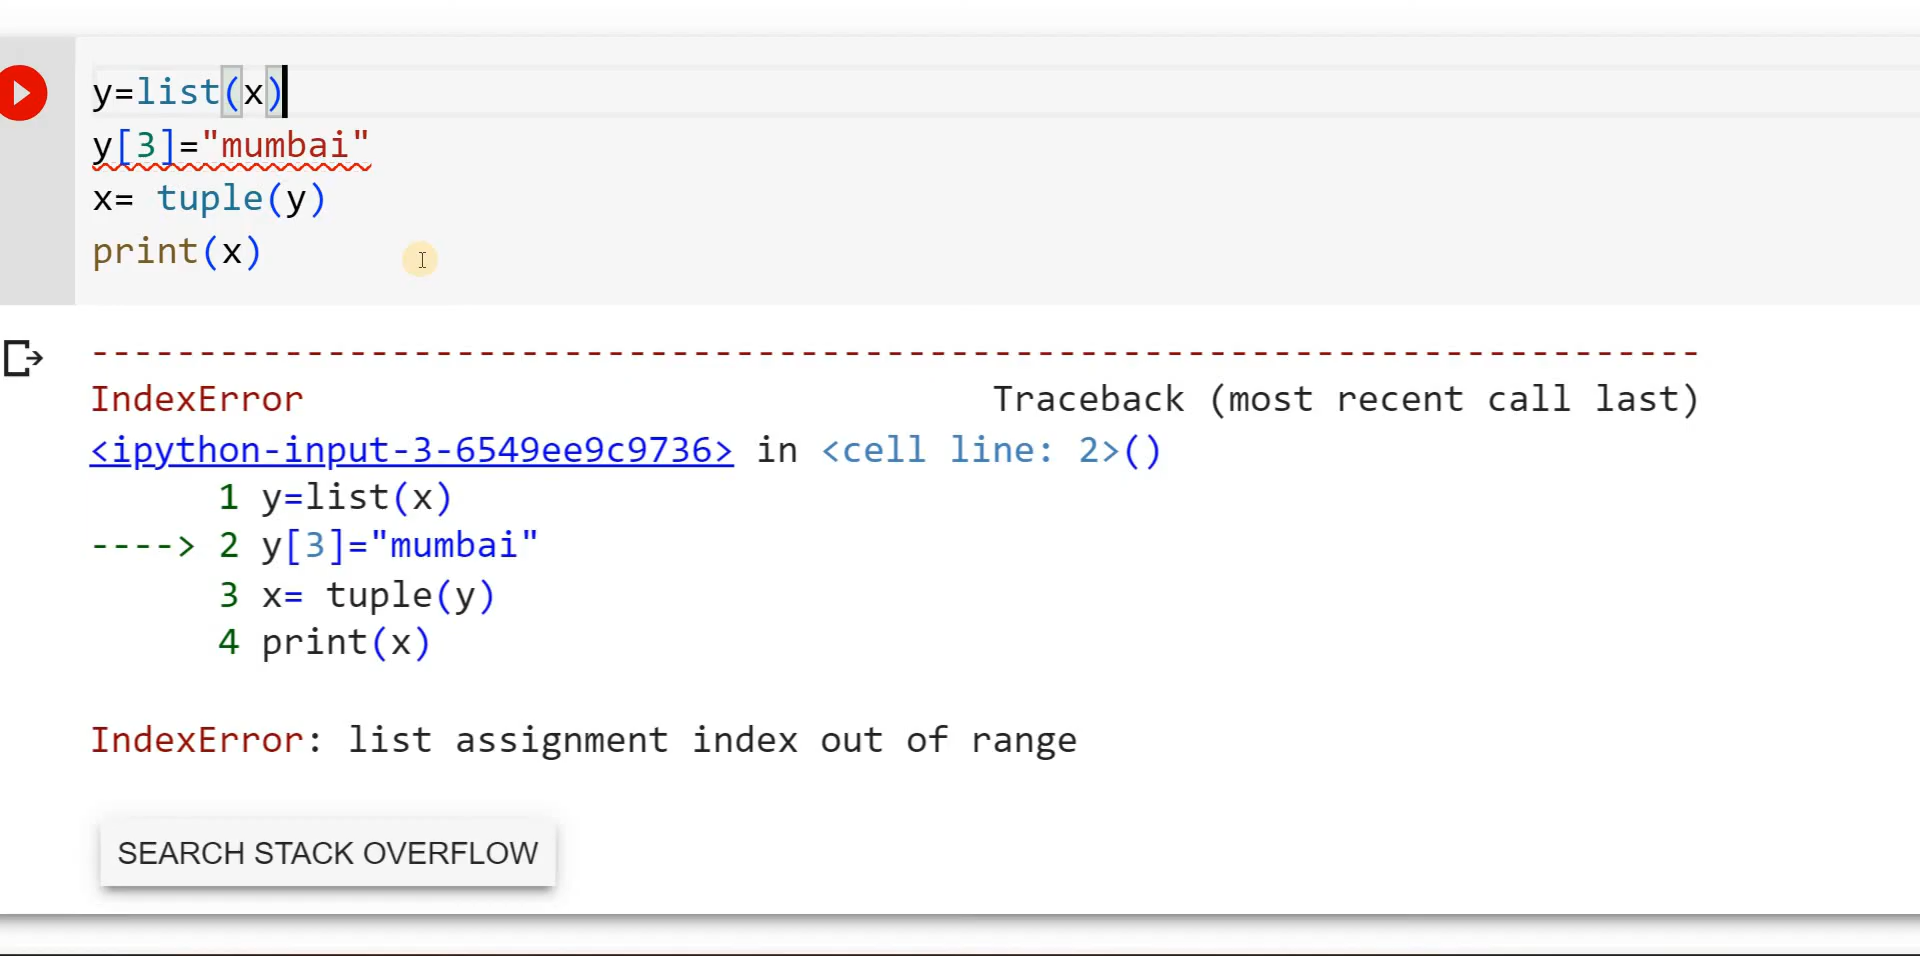 y=list(x)
y[3]="mumbai"
x= tuple(y)
print(x)
---------------------------------------------------------------------------
IndexError                                Traceback (most recent call last)
<ipython-input-3-6549ee9c9736> in <cell line: 2>()
      1 y=list(x)
----> 2 y[3]="mumbai"
      3 x= tuple(y)
      4 print(x)
IndexError: list assignment index out of range
SEARCH STACK OVERFLOW